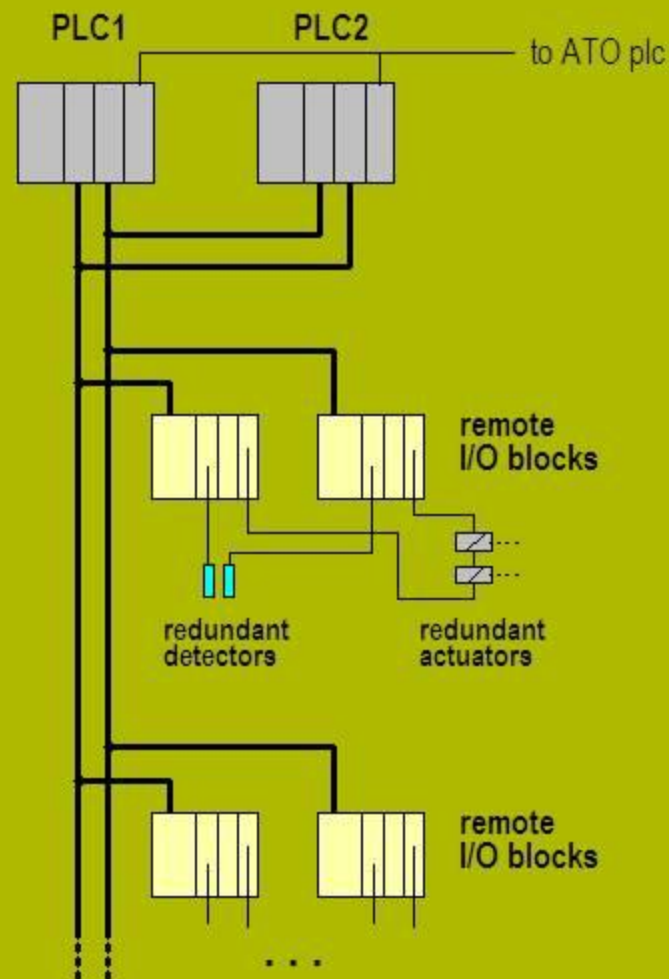 PLC1
PLC2
to ATO plc
remote
I/O blocks
redundant
detectors
redundant
actuators
remote
I/O blocks
. . .